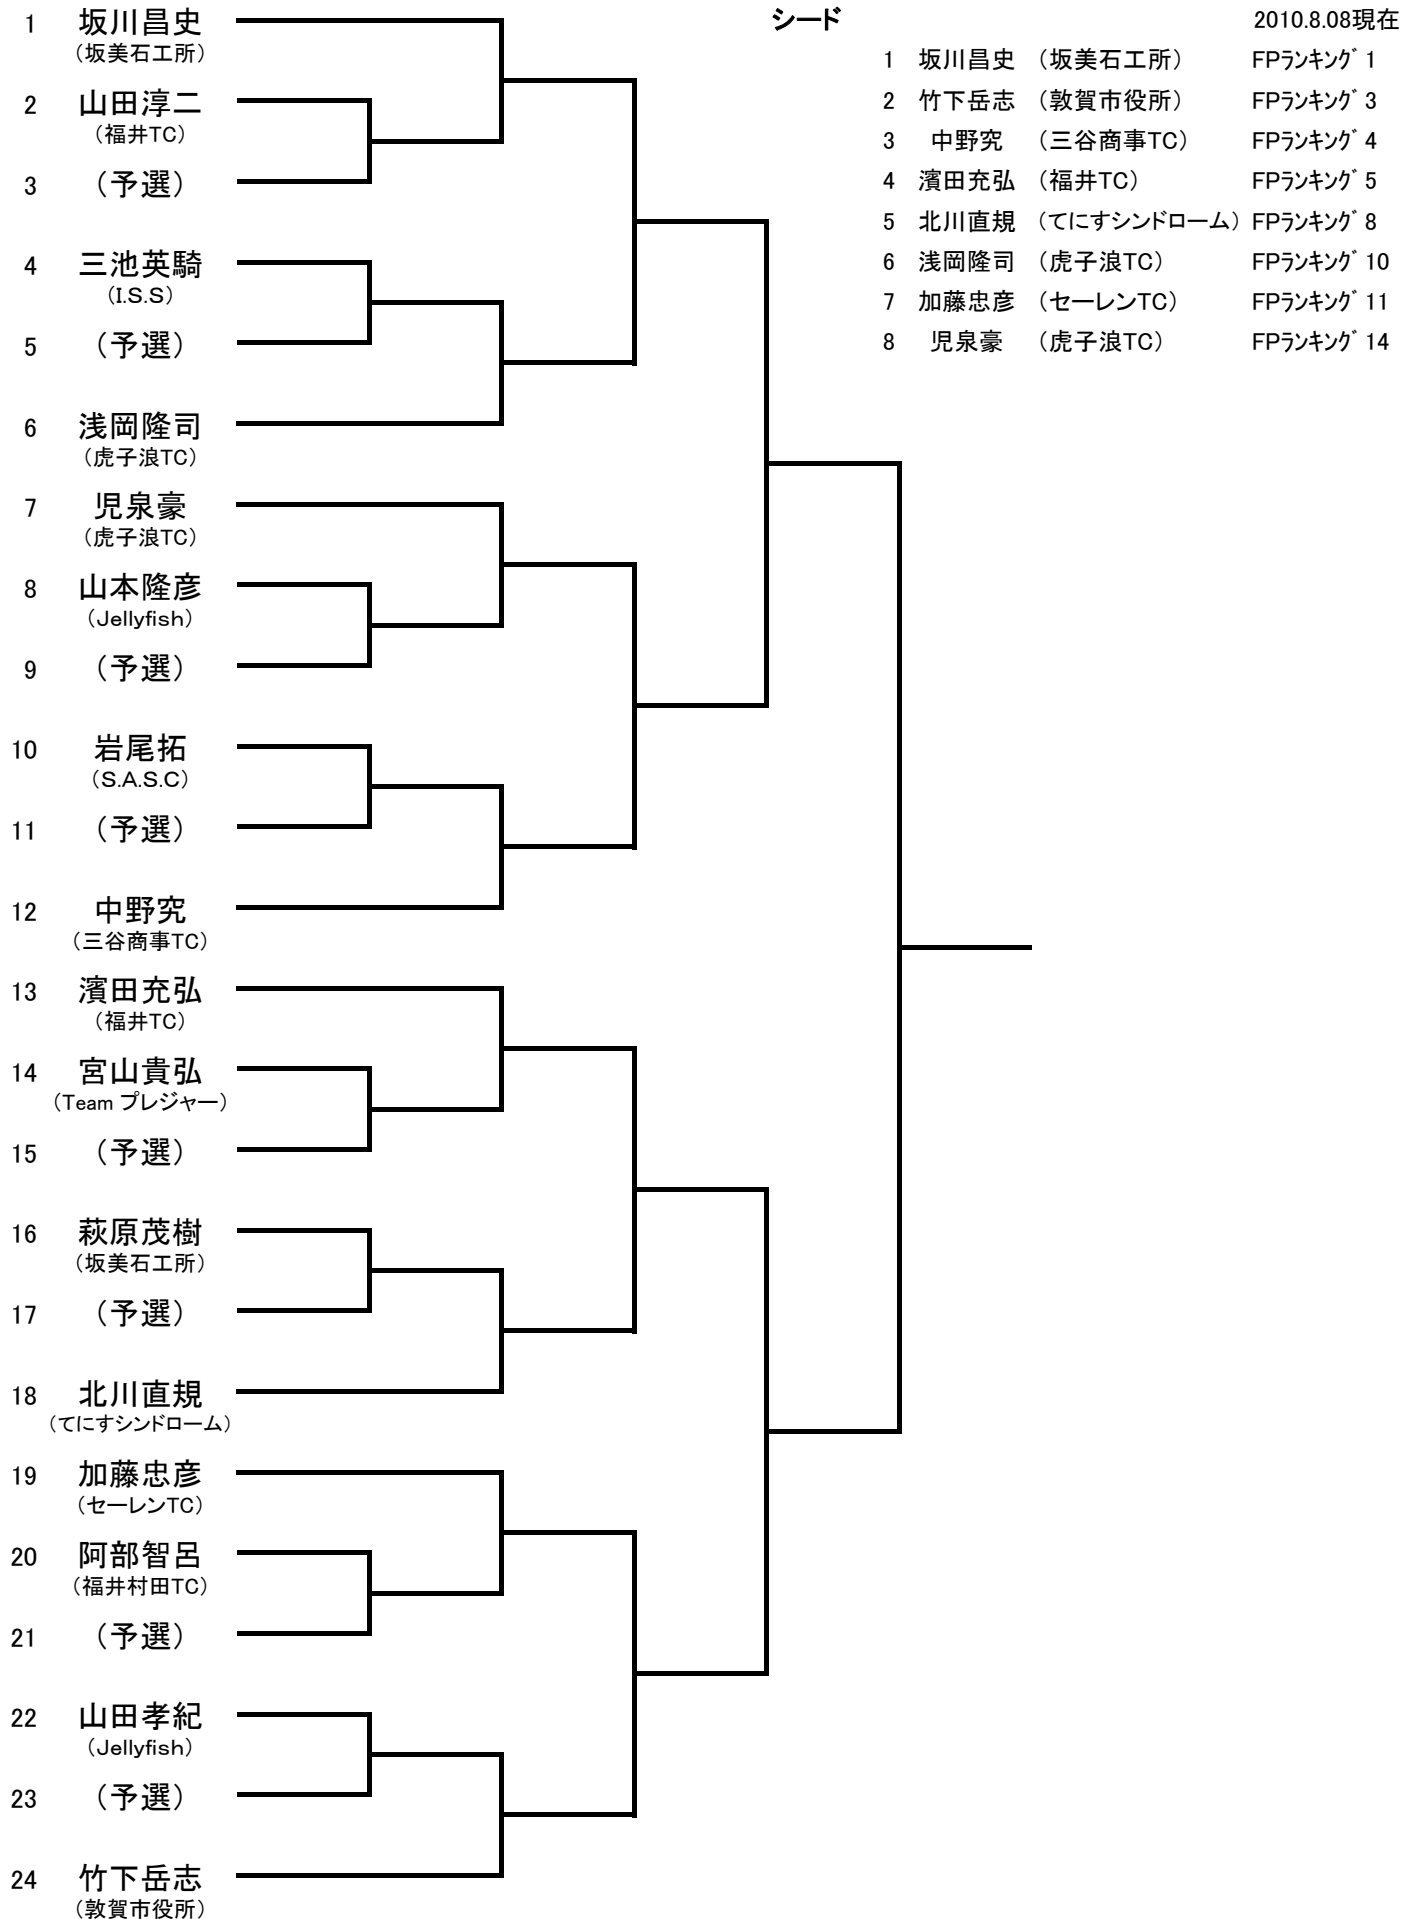 1 坂川昌史
（坂美石工所）
2 山田淳二
（福井TC）
3 （予選）
4 三池英騎
（I.S.S）
5 （予選）
6 浅岡隆司
（虎子浪TC）
7 児泉豪
（虎子浪TC）
8 山本隆彦
（Jellyfish）
9 （予選）
10 岩尾拓
（S.A.S.C）
11 （予選）
12 中野究
（三谷商事TC）
13 濱田充弘
（福井TC）
14 宮山貴弘
（Team プレジャー）
15 （予選）
16 萩原茂樹
（坂美石工所）
17 （予選）
18 北川直規
（てにすシンドローム）
19 加藤忠彦
（セーレンTC）
20 阿部智呂
（福井村田TC）
21 （予選）
22 山田孝紀
（Jellyfish）
23 （予選）
24 竹下岳志
（敦賀市役所）
シード 2010.8.08現在
1 坂川昌史 （坂美石工所） FPﾗﾝｷﾝｸﾞ 1
2 竹下岳志 （敦賀市役所） FPﾗﾝｷﾝｸﾞ 3
3 中野究 （三谷商事TC） FPﾗﾝｷﾝｸﾞ 4
4 濱田充弘 （福井TC） FPﾗﾝｷﾝｸﾞ 5
5 北川直規 （てにすシンドローム） FPﾗﾝｷﾝｸﾞ 8
6 浅岡隆司 （虎子浪TC） FPﾗﾝｷﾝｸﾞ 10
7 加藤忠彦 （セーレンTC） FPﾗﾝｷﾝｸﾞ 11
8 児泉豪 （虎子浪TC） FPﾗﾝｷﾝｸﾞ 14